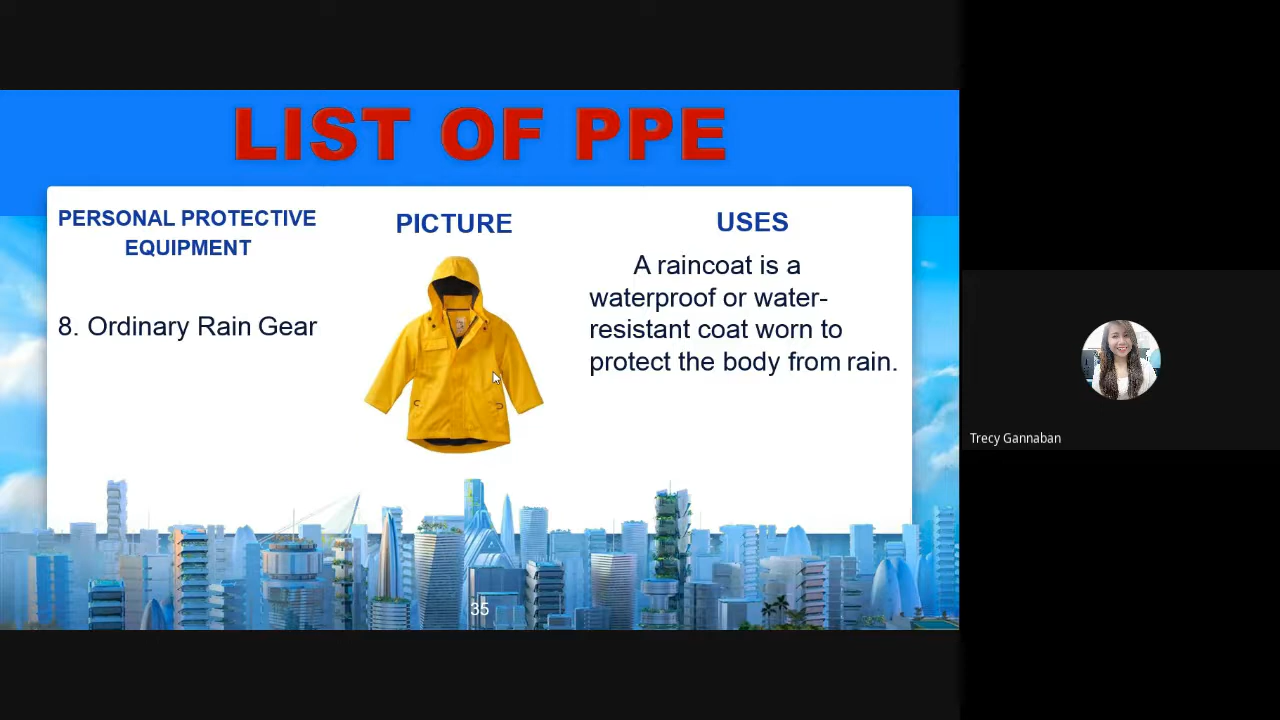 LIST OF PPE
PERSONAL PROTECTIVE
EQUIPMENT
PICTURE
USES
8. Ordinary Rain Gear
A raincoat is a
waterproof or water-
resistant coat worn to
protect the body from rain.
35
Trecy Gannaban